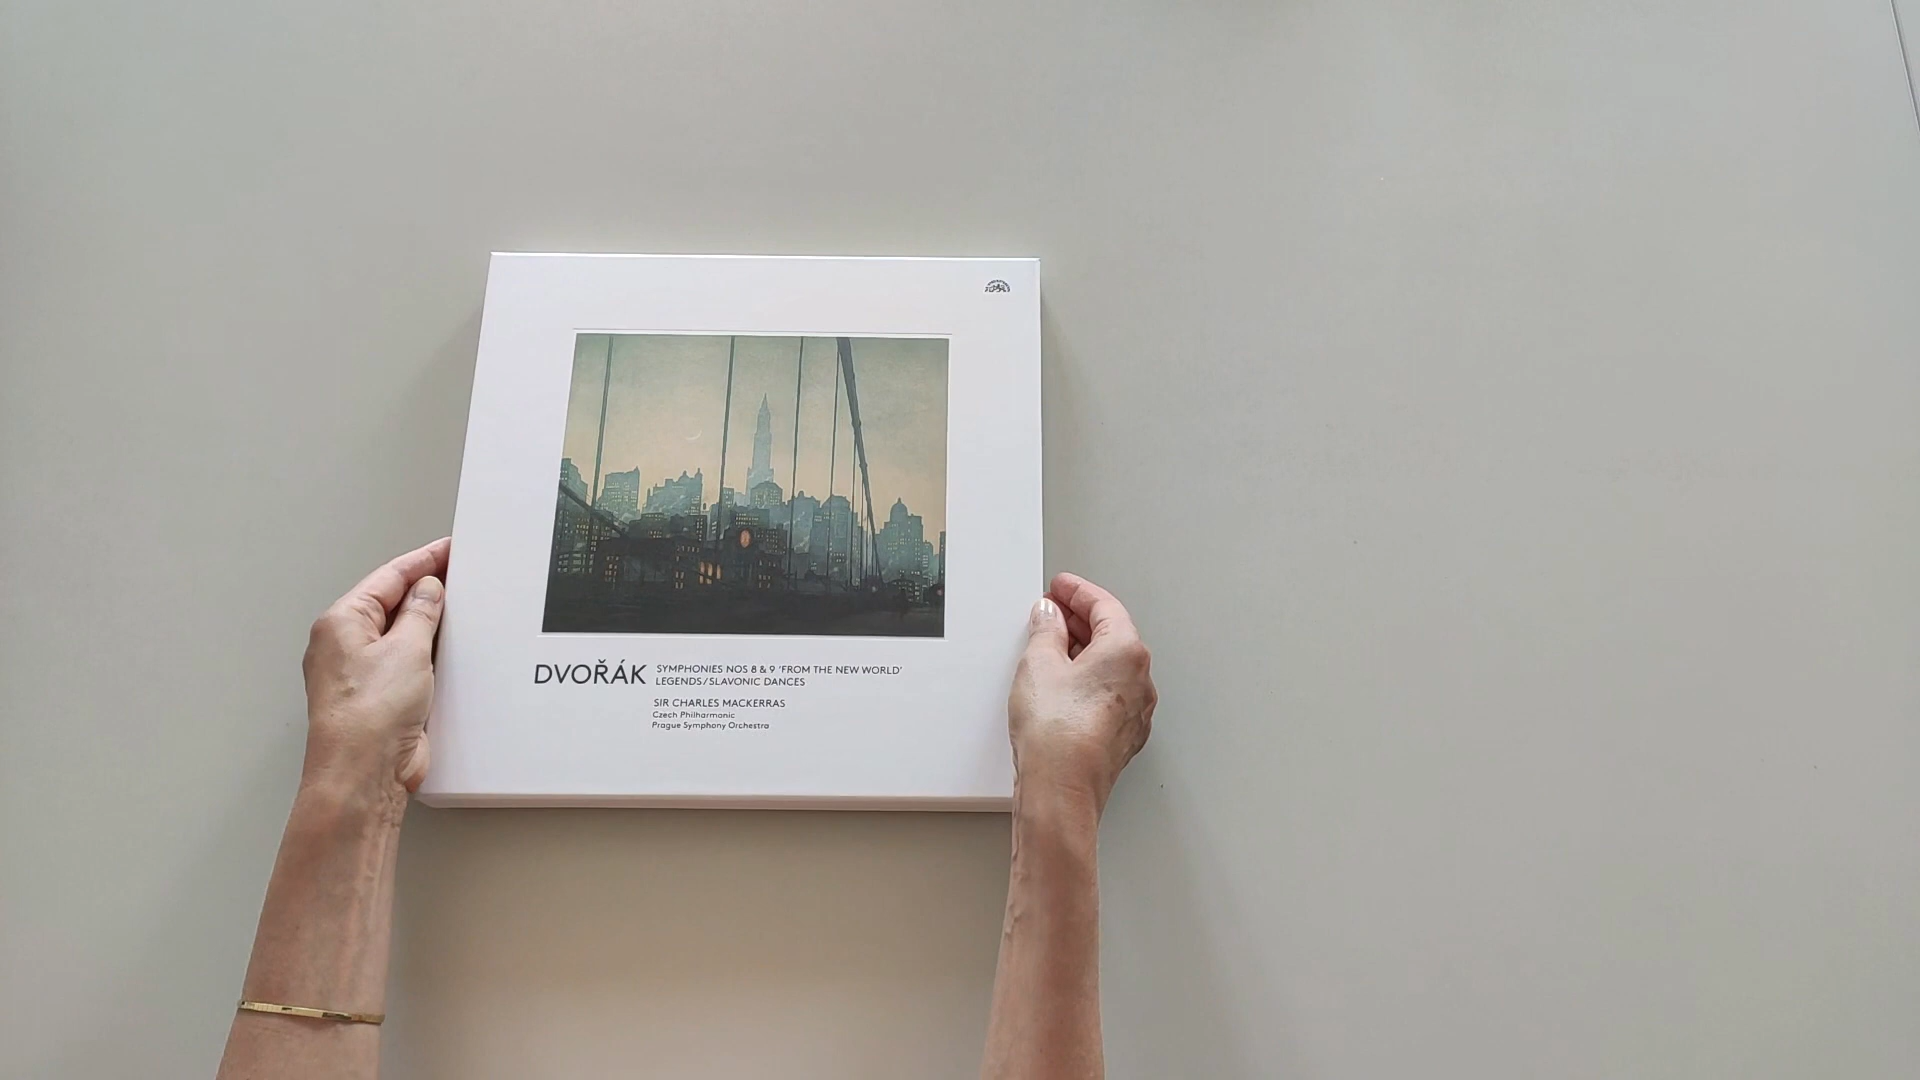 DVOŘÁK
SYMPHONIES NOS 8 & 9 ‘FROM THE NEW WORLD’
LEGENDS/SLAVONIC DANCES
SIR CHARLES MACKERRAS
Czech Philharmonic
Prague Symphony Orchestra